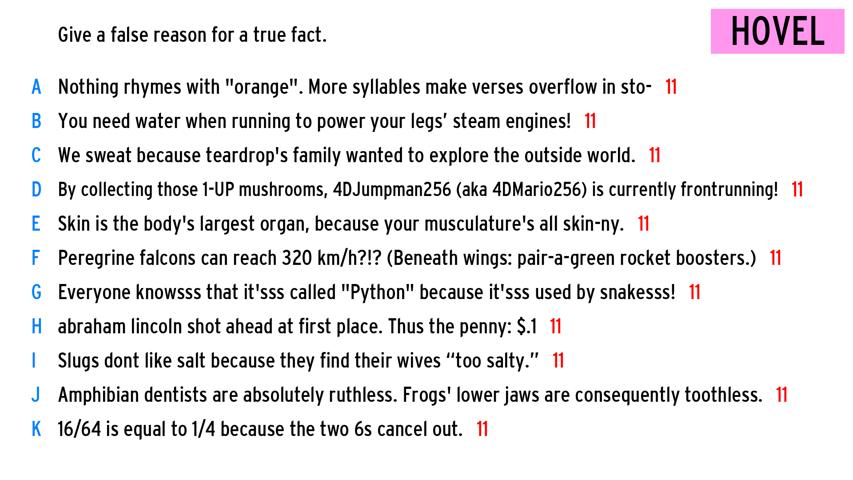 Give a false reason for a true fact.
HOVEL
A Nothing rhymes with "orange". More syllables make verses overflow in sto- 11
B You need water when running to power your legs’ steam engines! 11
C We sweat because teardrop's family wanted to explore the outside world. 11
D By collecting those 1-UP mushrooms, 4DJumpman256 (aka 4DMario256) is currently frontrunning! 11
E Skin is the body's largest organ, because your musculature's all skin-ny. 11
F Peregrine falcons can reach 320 km/h?!? (Beneath wings: pair-a-green rocket boosters.) 11
G Everyone knowsss that it'sss called "Python" because it'sss used by snakesss! 11
H abraham lincoln shot ahead at first place. Thus the penny: $.1 11
I Slugs dont like salt because they find their wives “too salty.” 11
J Amphibian dentists are absolutely ruthless. Frogs' lower jaws are consequently toothless. 11
K 16/64 is equal to 1/4 because the two 6s cancel out. 11